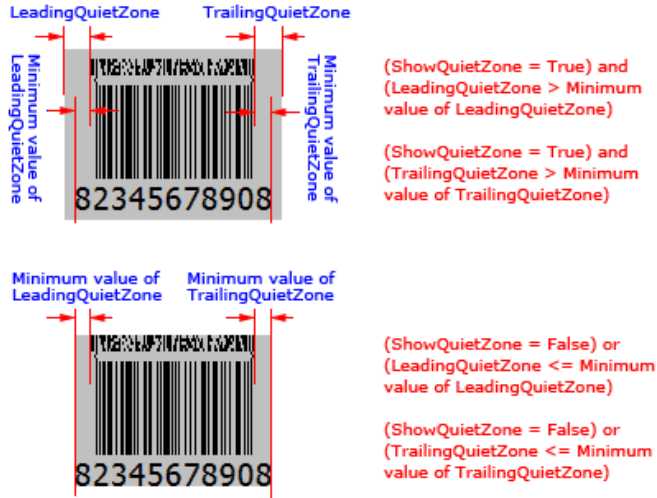 LeadingQuietZone
TrailingQuietZone
Minimum value of
LeadingQuietZone
Minimum value of
TrailingQuietZone
82345678908
(ShowQuietZone = True) and
(LeadingQuietZone > Minimum
value of LeadingQuietZone)
(ShowQuietZone = True) and
(TrailingQuietZone > Minimum
value of TrailingQuietZone)
Minimum value of
LeadingQuietZone
Minimum value of
TrailingQuietZone
82345678908
(ShowQuietZone = False) or
(LeadingQuietZone <= Minimum
value of LeadingQuietZone)
(ShowQuietZone = False) or
(TrailingQuietZone <= Minimum
value of TrailingQuietZone)